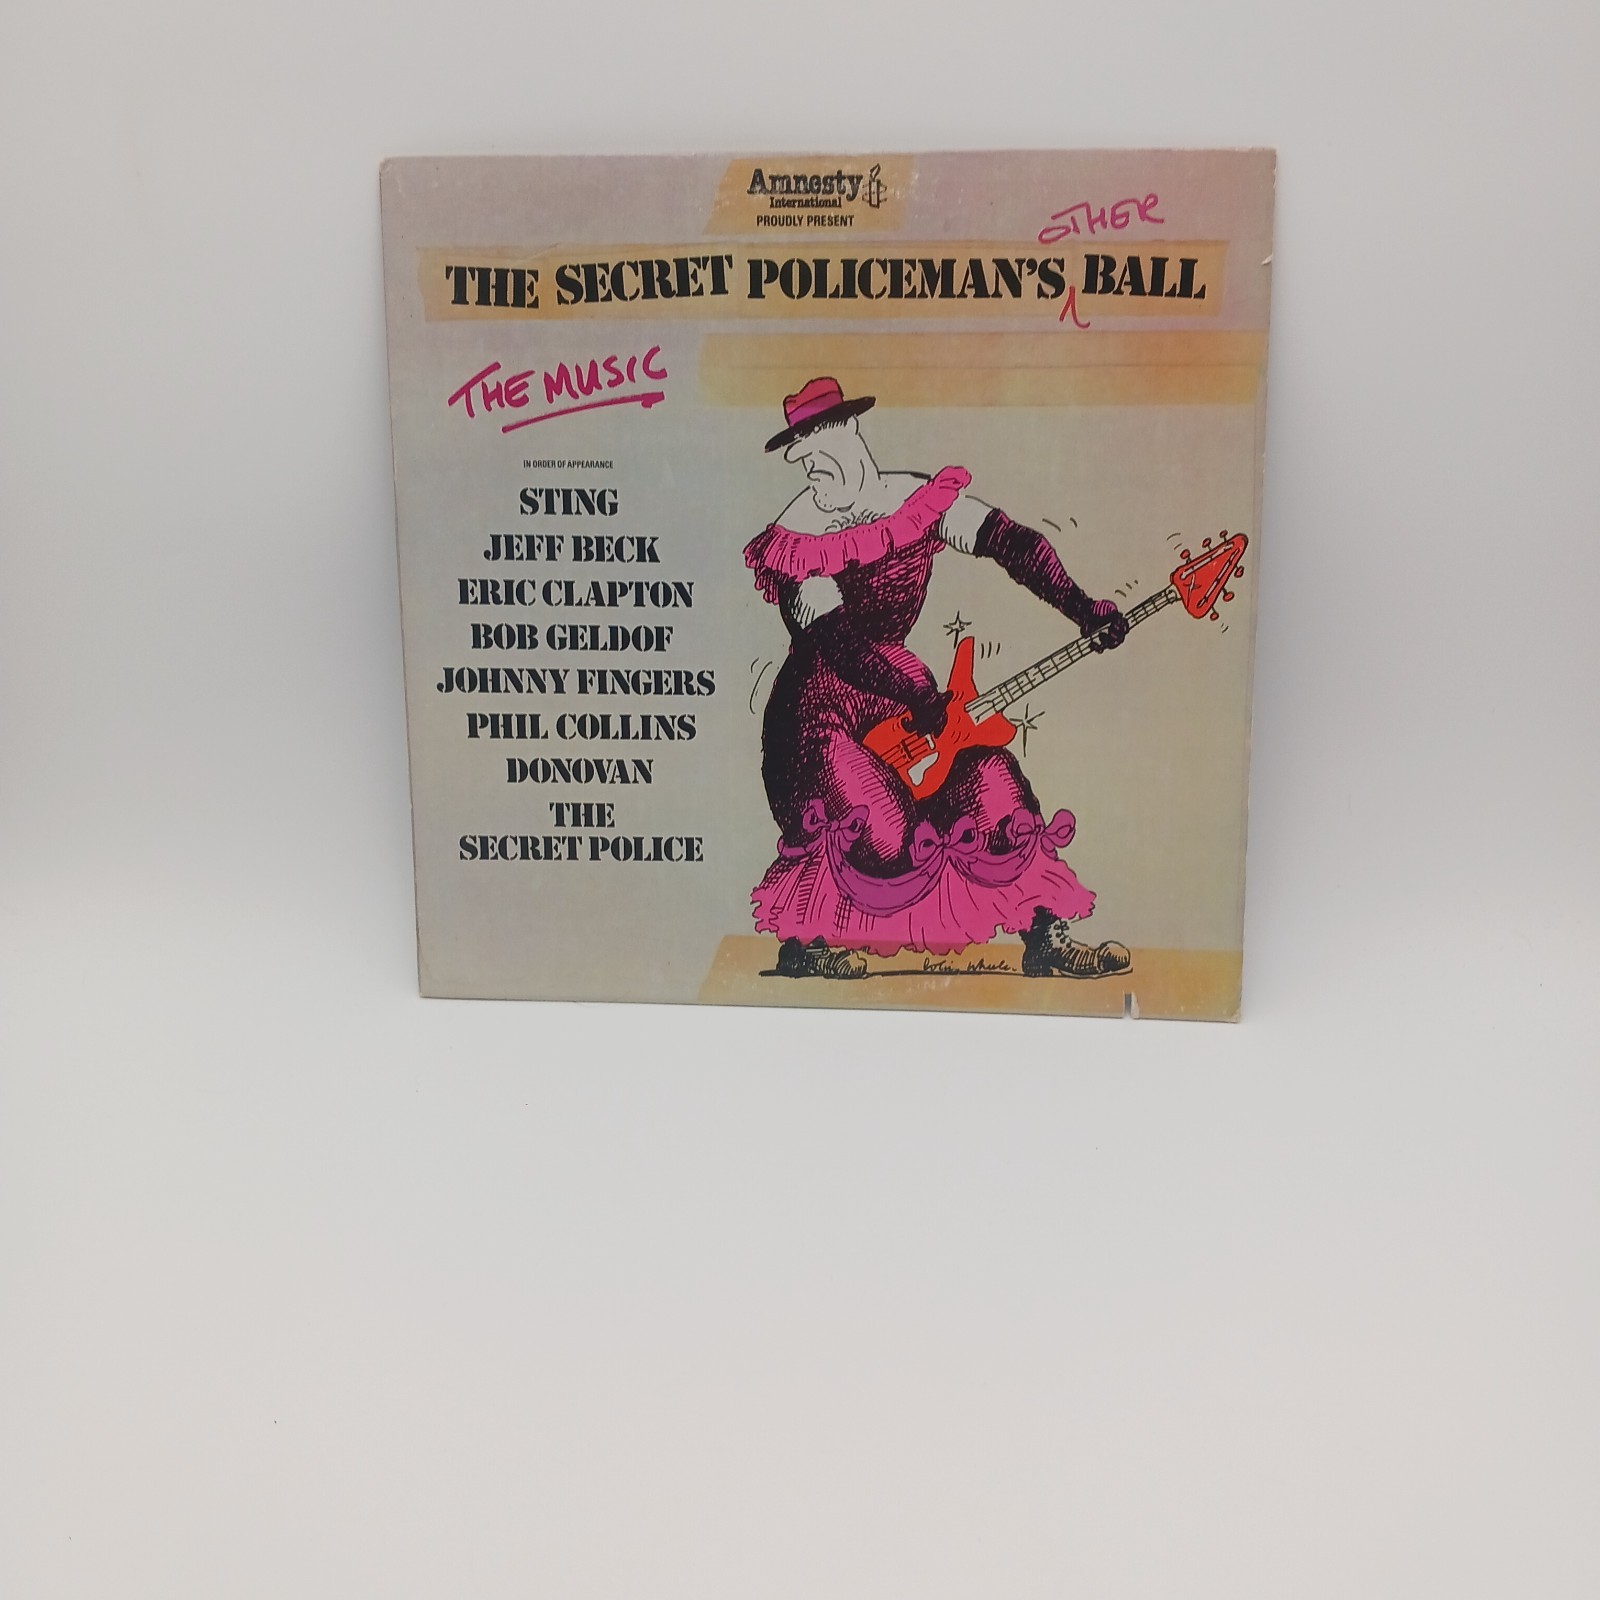 Amnesty
International
PROUDLY PRESENT
OTHER
THE SECRET POLICEMAN'S BALL
THE MUSIC
IN ORDER OF APPEARANCE
STING
JEFF BECK
ERIC CLAPTON
BOB GELDOF
JOHNNY FINGERS
PHIL COLLINS
DONOVAN
THE
SECRET POLICE